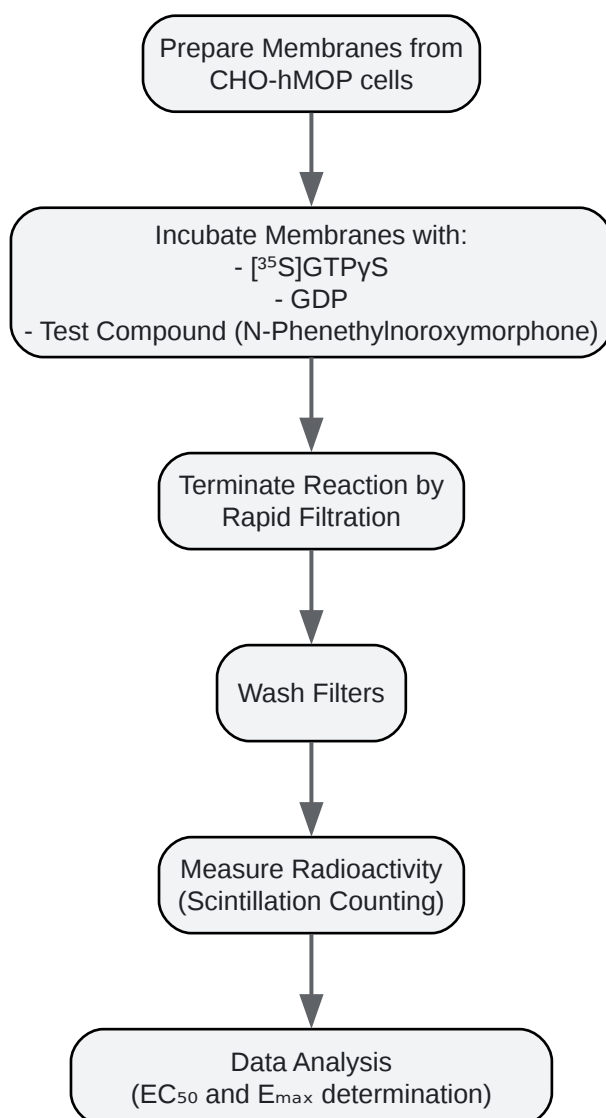 Prepare Membranes from
CHO-hMOP cells
Incubate Membranes with:
- [³⁵S]GTPγS
- GDP
- Test Compound (N-Phenethylnoroxymorphone)
Terminate Reaction by
Rapid Filtration
Wash Filters
Measure Radioactivity
(Scintillation Counting)
Data Analysis
(EC₅₀ and Eₘₐₓ determination)